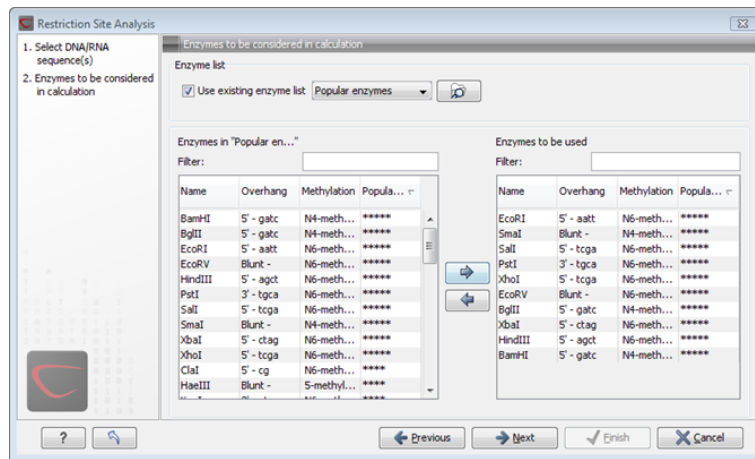 Restriction Site Analysis
1. Select DNA/RNA
sequence(s)
2. Enzymes to be considered
in calculation
Enzymes to be considered in calculation
Enzyme list
Use existing enzyme list Popular enzymes
Enzymes in "Popular en..."
Filter:
Name Overhang Methylation Popula...
BamHI 5' - gatc N4-meth... *****
BglII 5' - gatc N4-meth... *****
EcoRI 5' - aatt N6-meth... *****
EcoRV Blunt - N6-meth... *****
HindIII 5' - agct N6-meth... *****
PstI 3' - tgca N6-meth... *****
SalI 5' - tcga N6-meth... *****
SmaI Blunt - N4-meth... *****
XbaI 5' - ctag N6-meth... *****
XhoI 5' - tcga N6-meth... *****
ClaI 5' - cg N6-meth... ****
HaeIII Blunt - 5-methyl... ****
Enzymes to be used
Filter:
Name Overhang Methylation Popula...
EcoRI 5' - aatt N6-meth... *****
SmaI Blunt - N4-meth... *****
SalI 5' - tcga N6-meth... *****
PstI 3' - tgca N6-meth... *****
XhoI 5' - tcga N6-meth... *****
EcoRV Blunt - N6-meth... *****
BglII 5' - gatc N4-meth... *****
XbaI 5' - ctag N6-meth... *****
HindIII 5' - agct N6-meth... *****
BamHI 5' - gatc N4-meth... *****
? Previous Next Finish Cancel